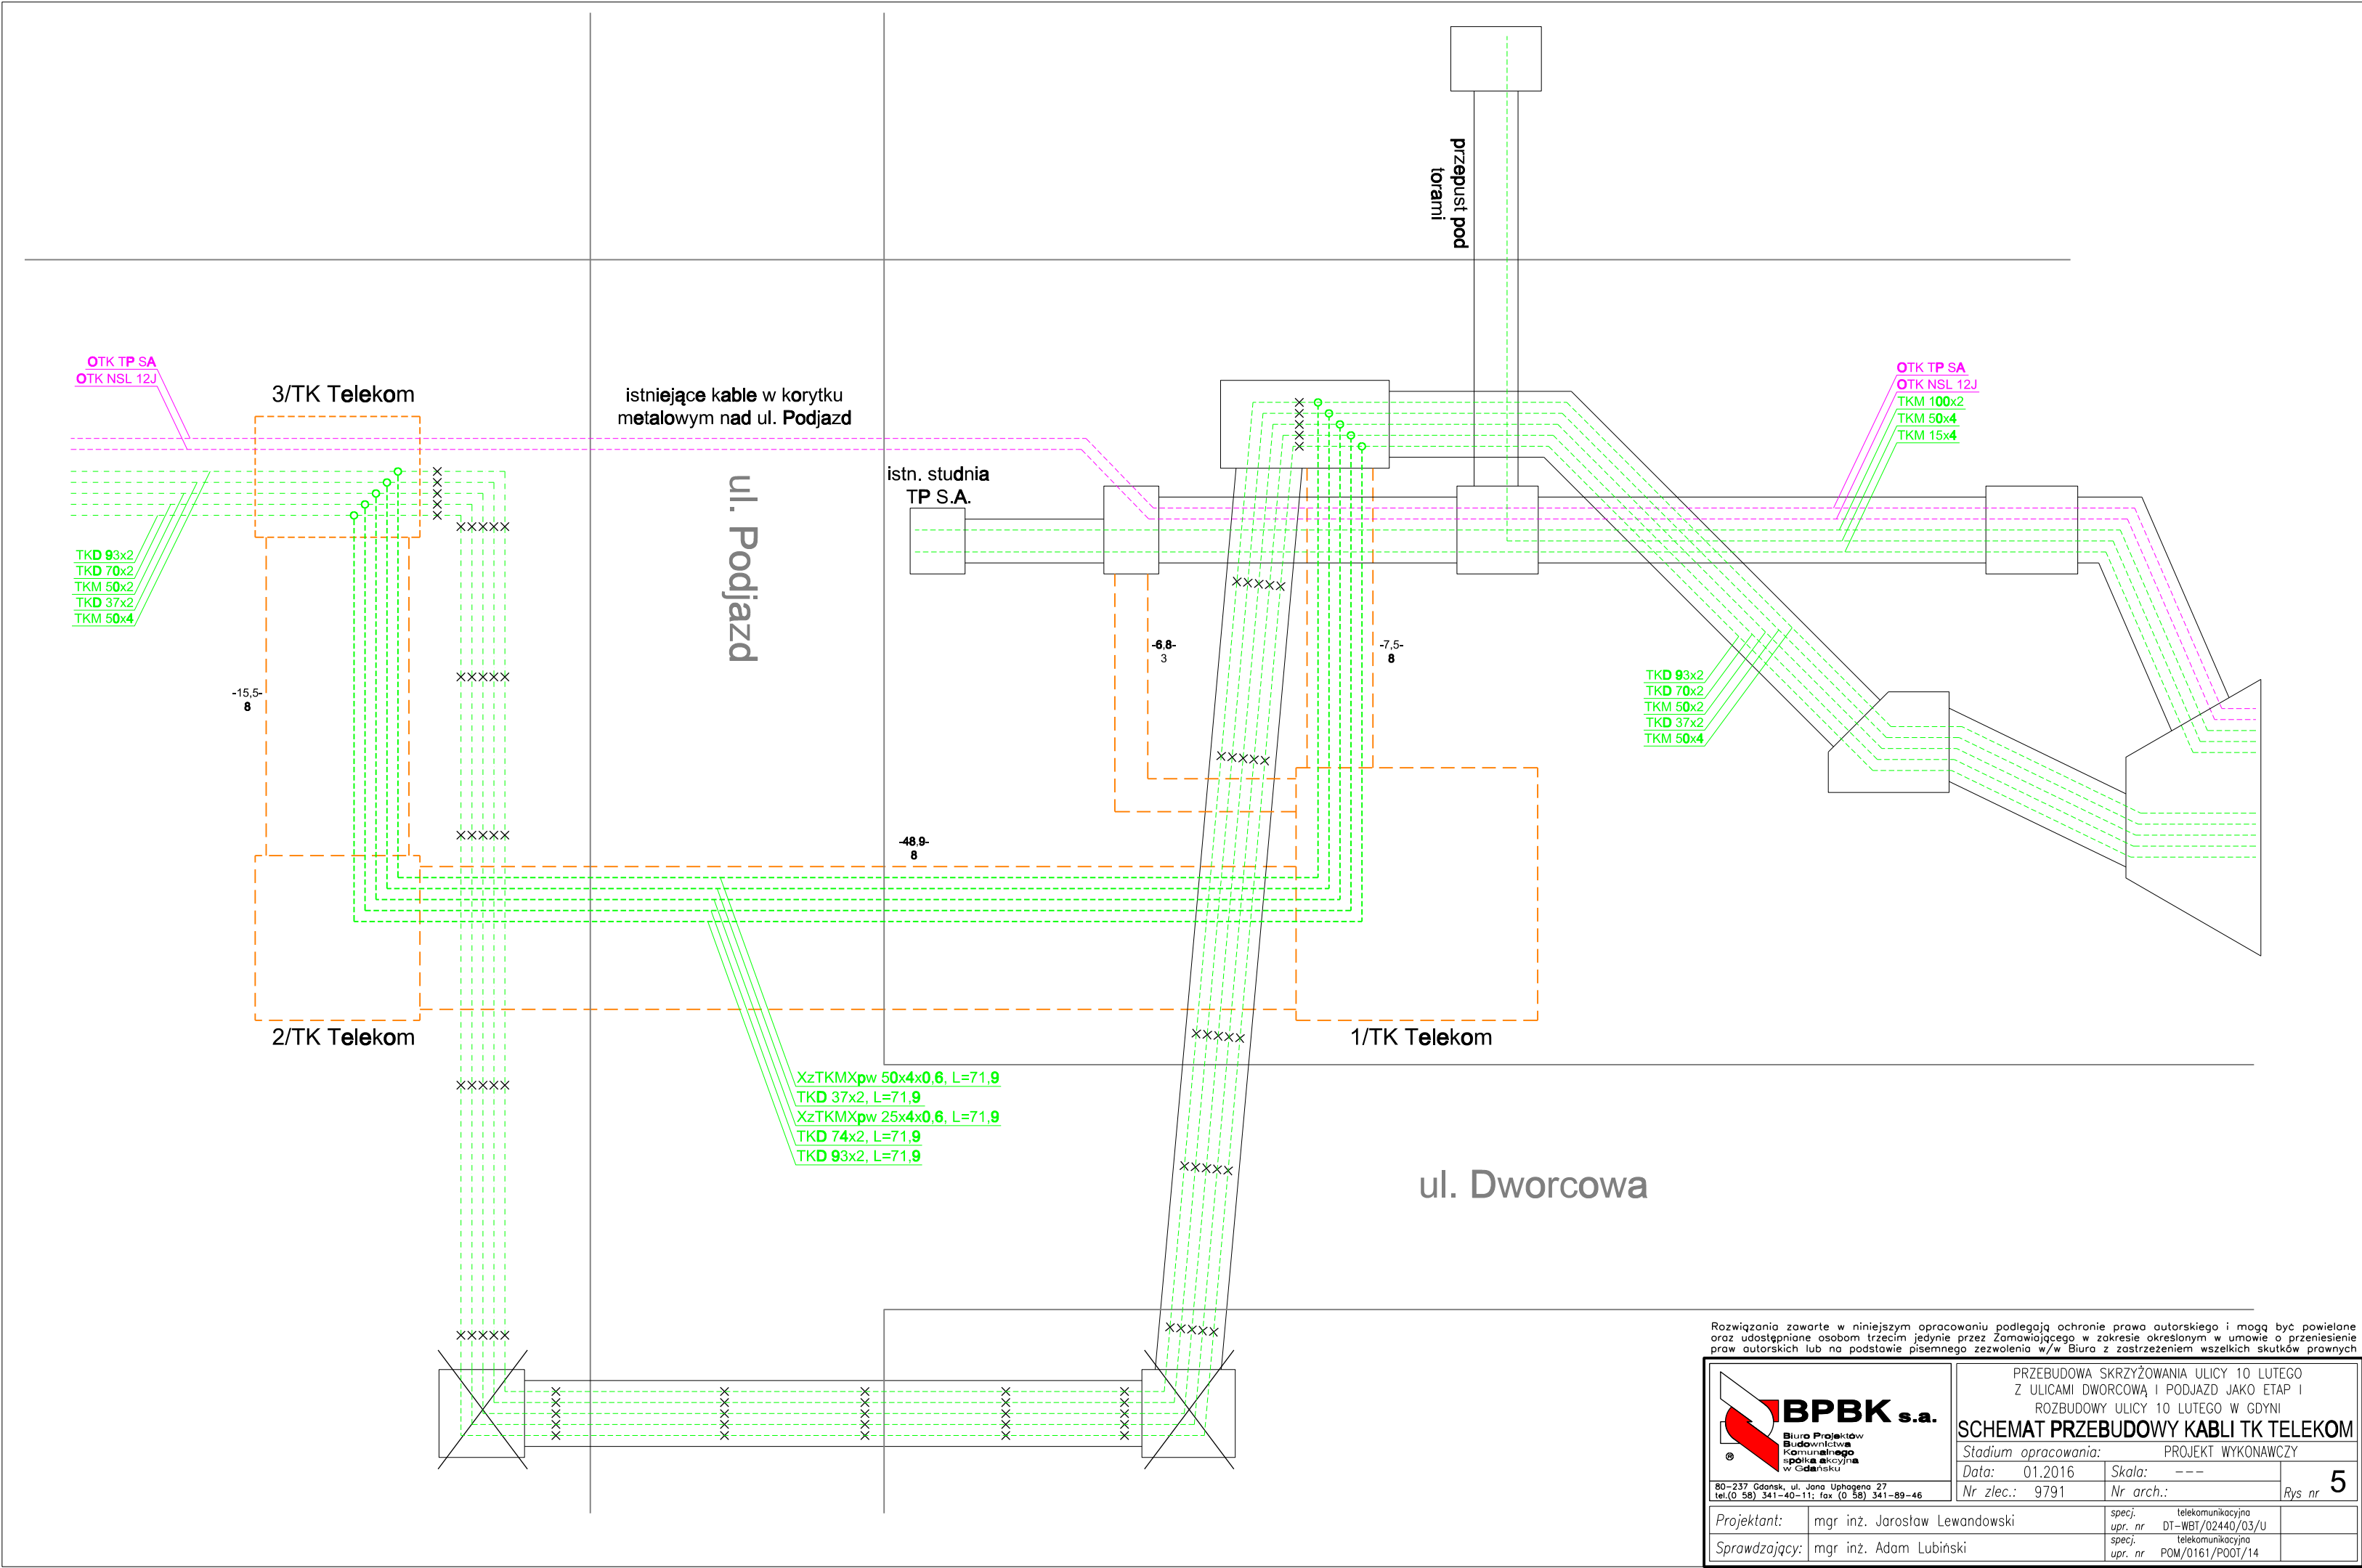 przepust pod
torami
OTK TP SA
OTK NSL 12J
3/TK Telekom
istniejące kable w korytku
metalowym nad ul. Podjazd
OTK TP SA
OTK NSL 12J
TKM 100x2
TKM 50x4
TKM 15x4
istn. studnia
TP S.A.
ul. Podjazd
TKD 93x2
TKD 70x2
TKM 50x2
TKD 37x2
TKM 50x4
-6,8-
3
-7,5-
8
-15,5-
8
TKD 93x2
TKD 70x2
TKM 50x2
TKD 37x2
TKM 50x4
-48,9-
8
2/TK Telekom
1/TK Telekom
XzTKMXpw 50x4x0,6, L=71,9
TKD 37x2, L=71,9
XzTKMXpw 25x4x0,6, L=71,9
TKD 74x2, L=71,9
TKD 93x2, L=71,9
ul. Dworcowa
Rozwiązania zawarte w niniejszym opracowaniu podlegają ochronie prawa autorskiego i mogą być powielane
oraz udostępniane osobom trzecim jedynie przez Zamawiającego w zakresie określonym w umowie o przeniesienie
praw autorskich lub na podstawie pisemnego zezwolenia w/w Biura z zastrzeżeniem wszelkich skutków prawnych
BPBK s.a.
Biuro Projektów
Budownictwa
Komunalnego
spółka akcyjna
w Gdańsku
®
80-237 Gdańsk, ul. Jana Uphagena 27
tel.(0 58) 341-40-11; fax (0 58) 341-89-46
PRZEBUDOWA SKRZYŻOWANIA ULICY 10 LUTEGO
Z ULICAMI DWORCOWĄ I PODJAZD JAKO ETAP I
ROZBUDOWY ULICY 10 LUTEGO W GDYNI
SCHEMAT PRZEBUDOWY KABLI TK TELEKOM
Stadium opracowania: PROJEKT WYKONAWCZY
Data: 01.2016 Skala: ---
Nr zlec.: 9791 Nr arch.: Rys nr 5
Projektant: mgr inż. Jarosław Lewandowski specj. telekomunikacyjna
upr. nr DT-WBT/02440/03/U
Sprawdzający: mgr inż. Adam Lubiński specj. telekomunikacyjna
upr. nr POM/0161/POOT/14